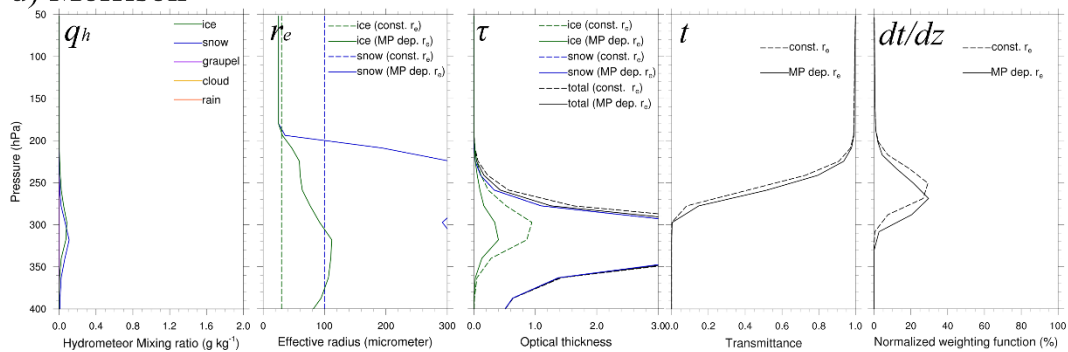 q_h
r_e
τ
t
dt/dz
ice
snow
graupel
cloud
rain
ice (const. r_e)
ice (MP dep. r_e)
snow (const. r_e)
snow (MP dep. r_e)
ice (const. r_e)
ice (MP dep. r_e)
snow (const. r_e)
snow (MP dep. r_e)
total (const. r_e)
total (MP dep. r_e)
const. r_e
MP dep. r_e
const. r_e
MP dep. r_e
Pressure (hPa)
50
100
150
200
250
300
350
400
0.0 0.4 0.8 1.2 1.6 2.0
Hydrometeor Mixing ratio (g kg⁻¹)
0 100 200 300
Effective radius (micrometer)
0.0 1.0 2.0 3.0
Optical thickness
0.0 0.2 0.4 0.6 0.8 1.0
Transmittance
0 20 40 60 80 100
Normalized weighting function (%)